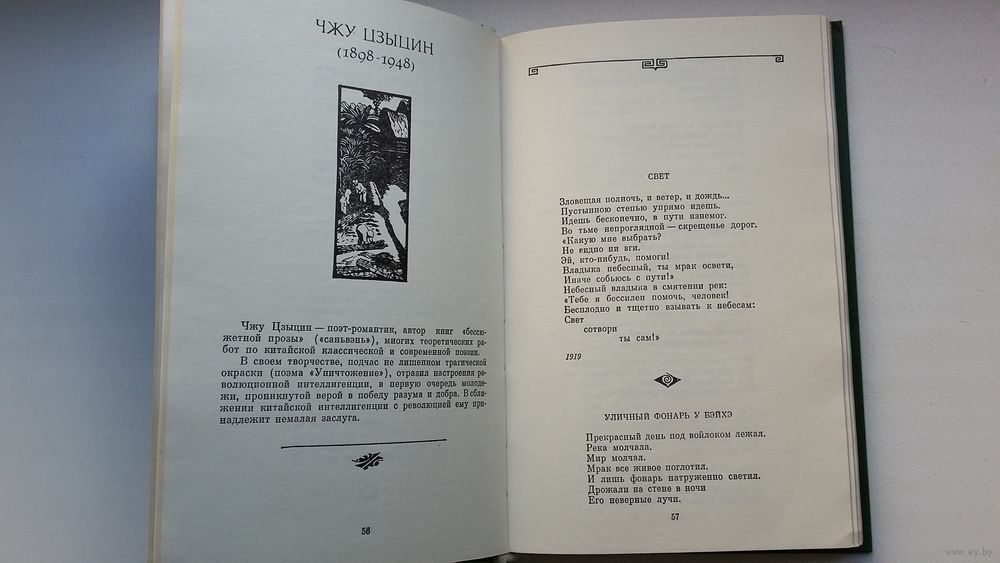 ЧЖУ ЦЗЫЦИН
(1898-1948)
Чжу Цзыцин — поэт-романтик, автор книг «бессю-
жетной прозы» («саньвэнь»), многих теоретических ра-
бот по китайской классической и современной поэзии.
В своем творчестве, подчас не лишенном трагической
окраски (поэма «Уничтожение»), отразил настроения ре-
волюционной интеллигенции, в первую очередь молоде-
жи, проникнутой верой в победу разума и добра. В сбли-
жении китайской интеллигенции с революцией ему при-
надлежит немалая заслуга.
56
СВЕТ
Зловещая полночь, и ветер, и дождь...
Пустынною степью упрямо идешь.
Идешь бесконечно, в пути изнемог.
Во тьме непроглядной — скрещенье дорог.
«Какую мне выбрать?
Не видно ни зги.
Эй, кто-нибудь, помоги!
Владыка небесный, ты мрак освети,
Иначе собьюсь с пути!»
Небесный владыка в смятении рек:
«Тебе я бессилен помочь, человек!
Бесплодно и тщетно взывать к небесам:
Свет
сотвори
ты сам!»
1919
УЛИЧНЫЙ ФОНАРЬ У ВЭЙХЭ
Прекрасный день под войлоком лежал.
Река молчала.
Мир молчал.
Мрак все живое поглотил.
И лишь фонарь натруженно светил.
Дрожали на стене в ночи
Его неверные лучи.
57
www.ay.by